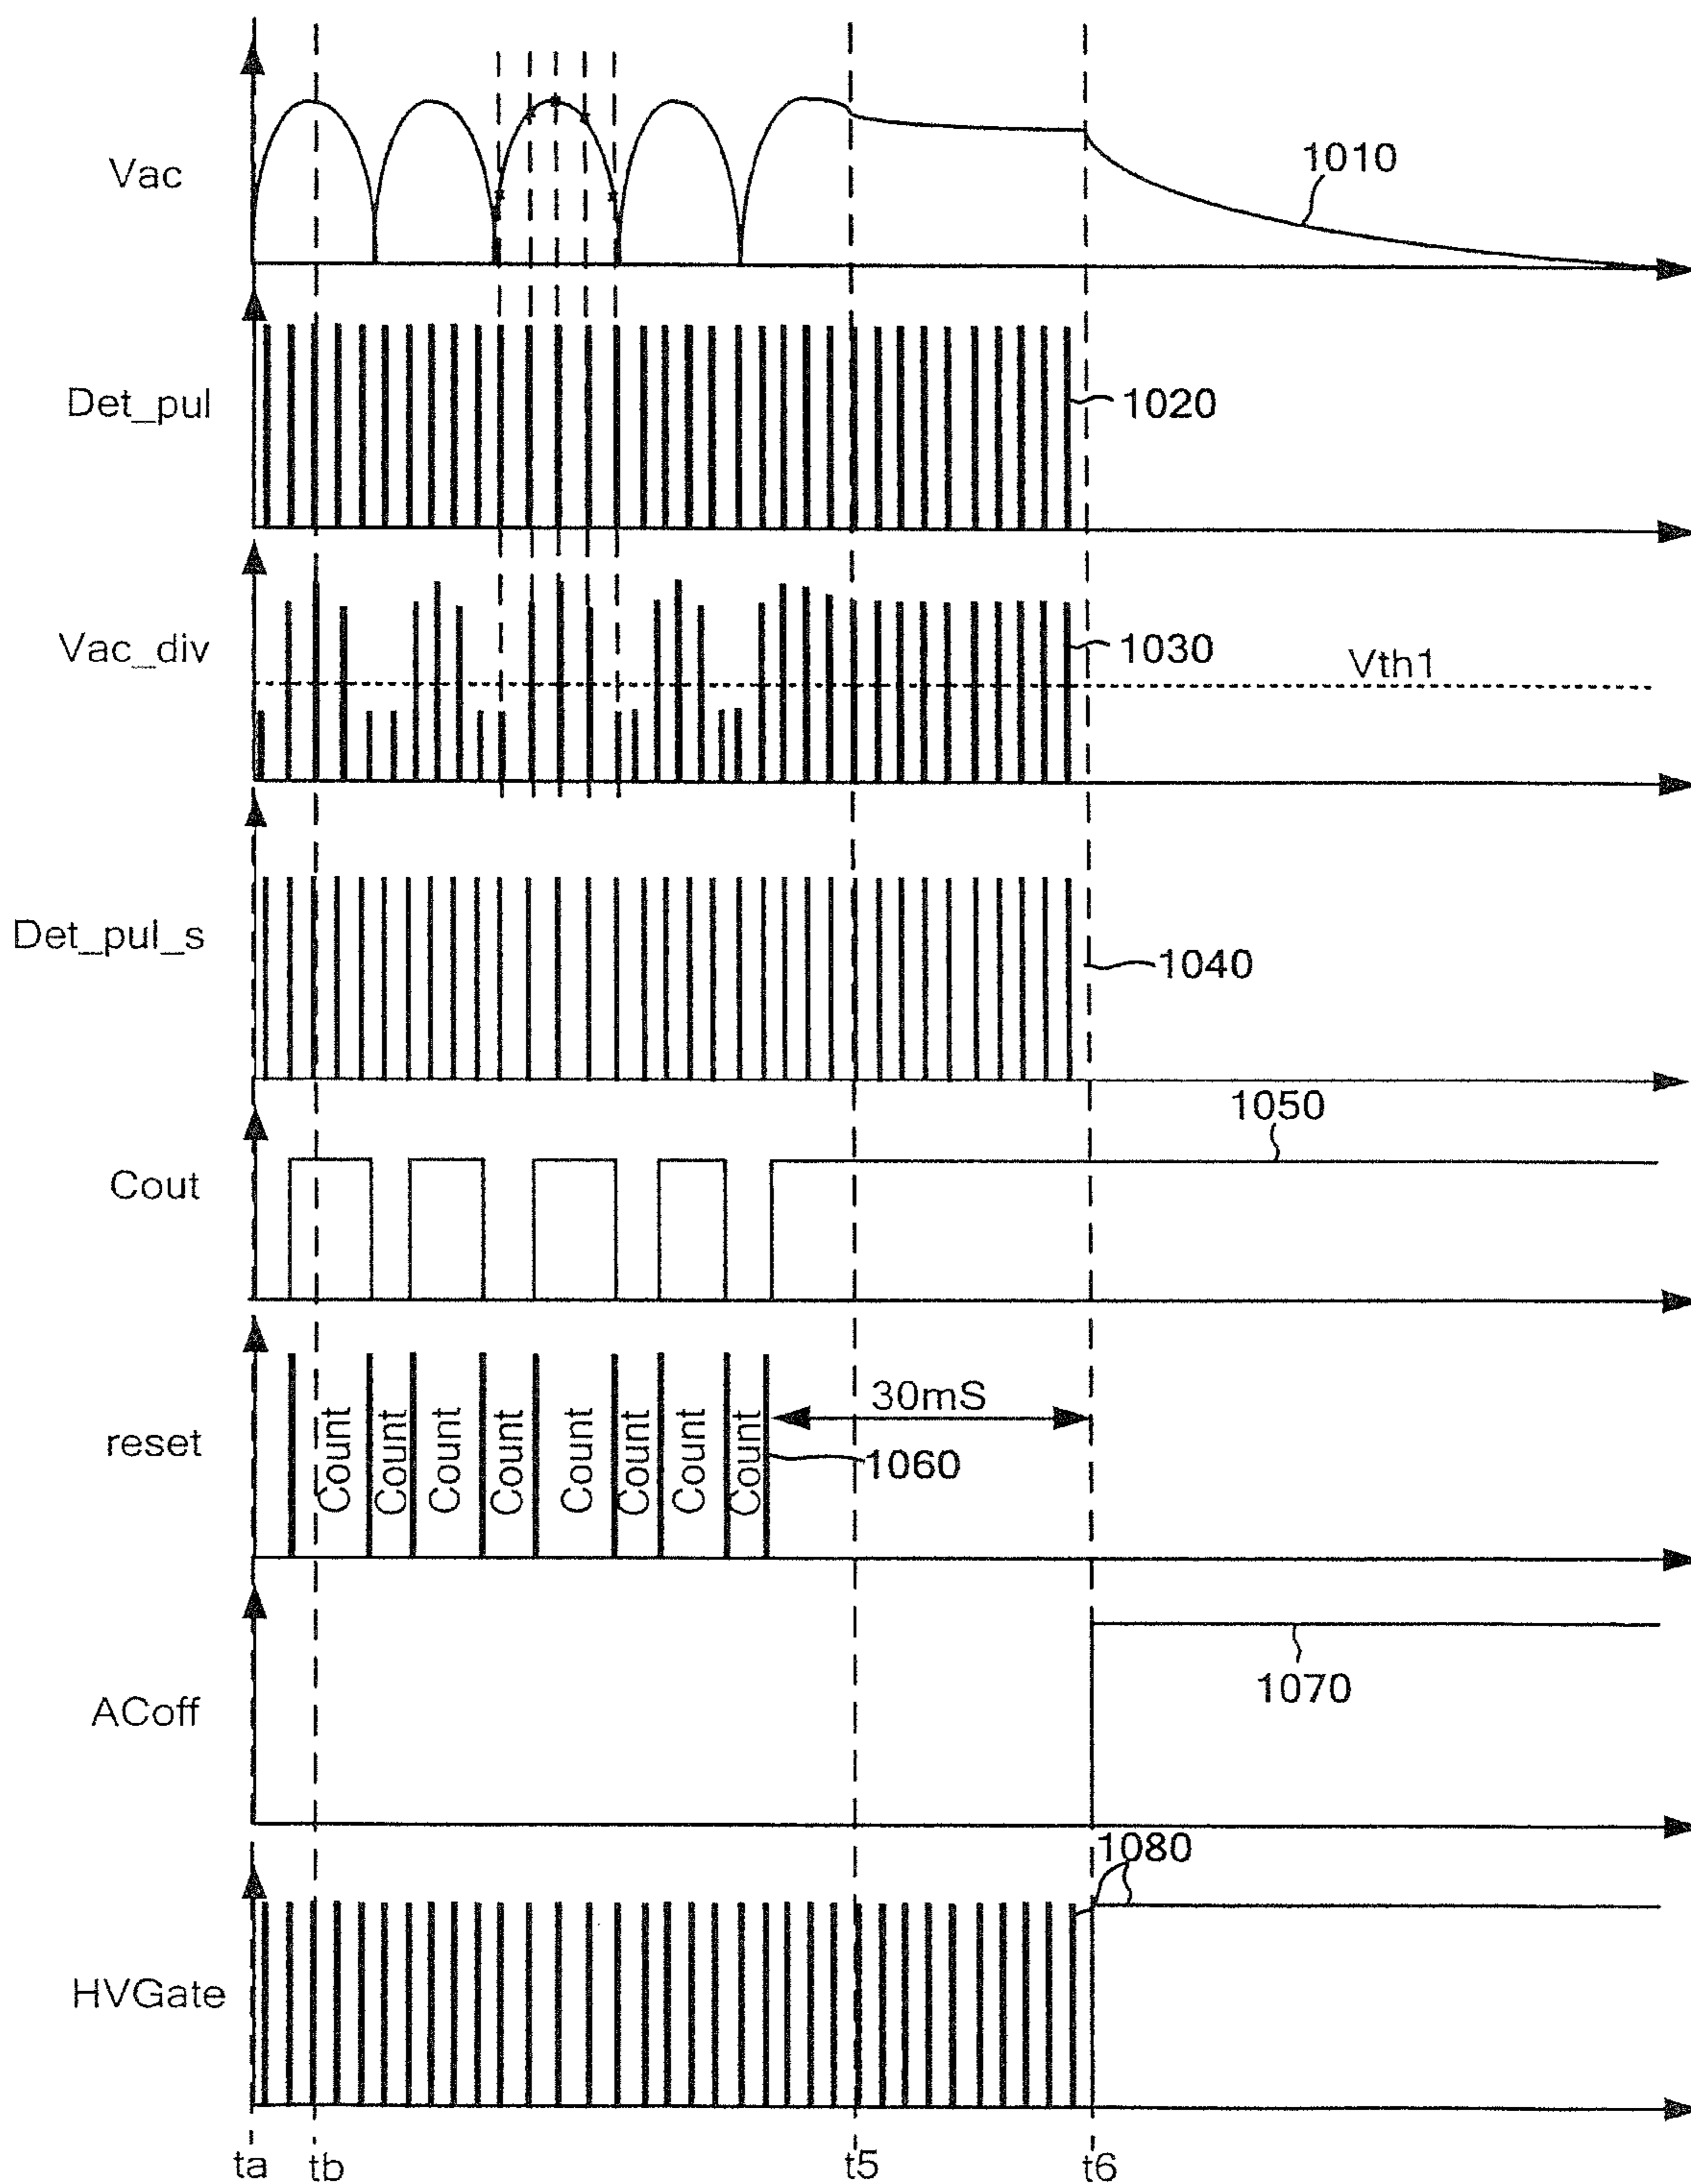 Vac
1010
Det_pul
1020
Vac_div
1030
Vth1
Det_pul_s
1040
Cout
1050
reset
Count
Count
Count
Count
Count
Count
Count
Count
30mS
1060
ACoff
1070
HVGate
1080
ta
tb
t5
t6